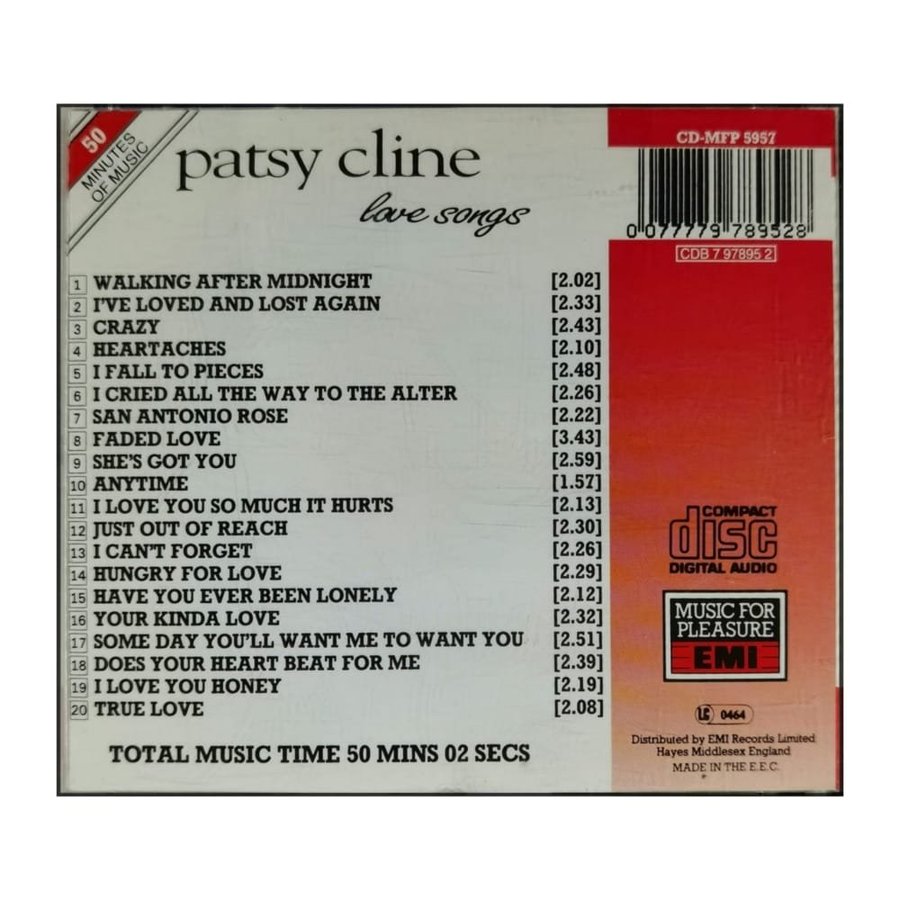 50
MINUTES
OF MUSIC
patsy cline
love songs
CD-MFP 5957
0 077779 789528
CDB 7 97895 2
1 WALKING AFTER MIDNIGHT [2.02]
2 I'VE LOVED AND LOST AGAIN [2.33]
3 CRAZY [2.43]
4 HEARTACHES [2.10]
5 I FALL TO PIECES [2.48]
6 I CRIED ALL THE WAY TO THE ALTER [2.26]
7 SAN ANTONIO ROSE [2.22]
8 FADED LOVE [3.43]
9 SHE'S GOT YOU [2.59]
10 ANYTIME [1.57]
11 I LOVE YOU SO MUCH IT HURTS [2.13]
12 JUST OUT OF REACH [2.30]
13 I CAN'T FORGET [2.26]
14 HUNGRY FOR LOVE [2.29]
15 HAVE YOU EVER BEEN LONELY [2.12]
16 YOUR KINDA LOVE [2.32]
17 SOME DAY YOU'LL WANT ME TO WANT YOU [2.51]
18 DOES YOUR HEART BEAT FOR ME [2.39]
19 I LOVE YOU HONEY [2.19]
20 TRUE LOVE [2.08]
TOTAL MUSIC TIME 50 MINS 02 SECS
COMPACT
disc
DIGITAL AUDIO
MUSIC FOR
PLEASURE
EMI
LC 0464
Distributed by EMI Records Limited
Hayes Middlesex England
MADE IN THE E.E.C.